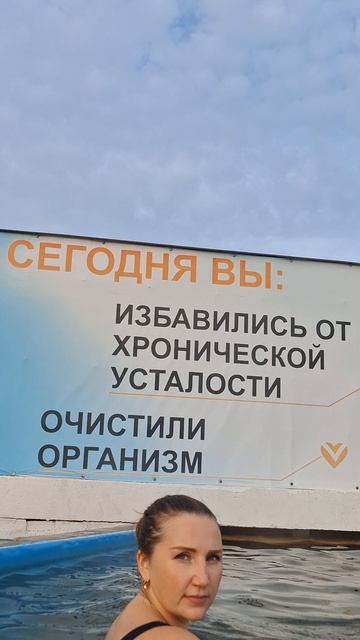 СЕГОДНЯ ВЫ:
ИЗБАВИЛИСЬ ОТ
ХРОНИЧЕСКОЙ
УСТАЛОСТИ
ОЧИСТИЛИ
ОРГАНИЗМ